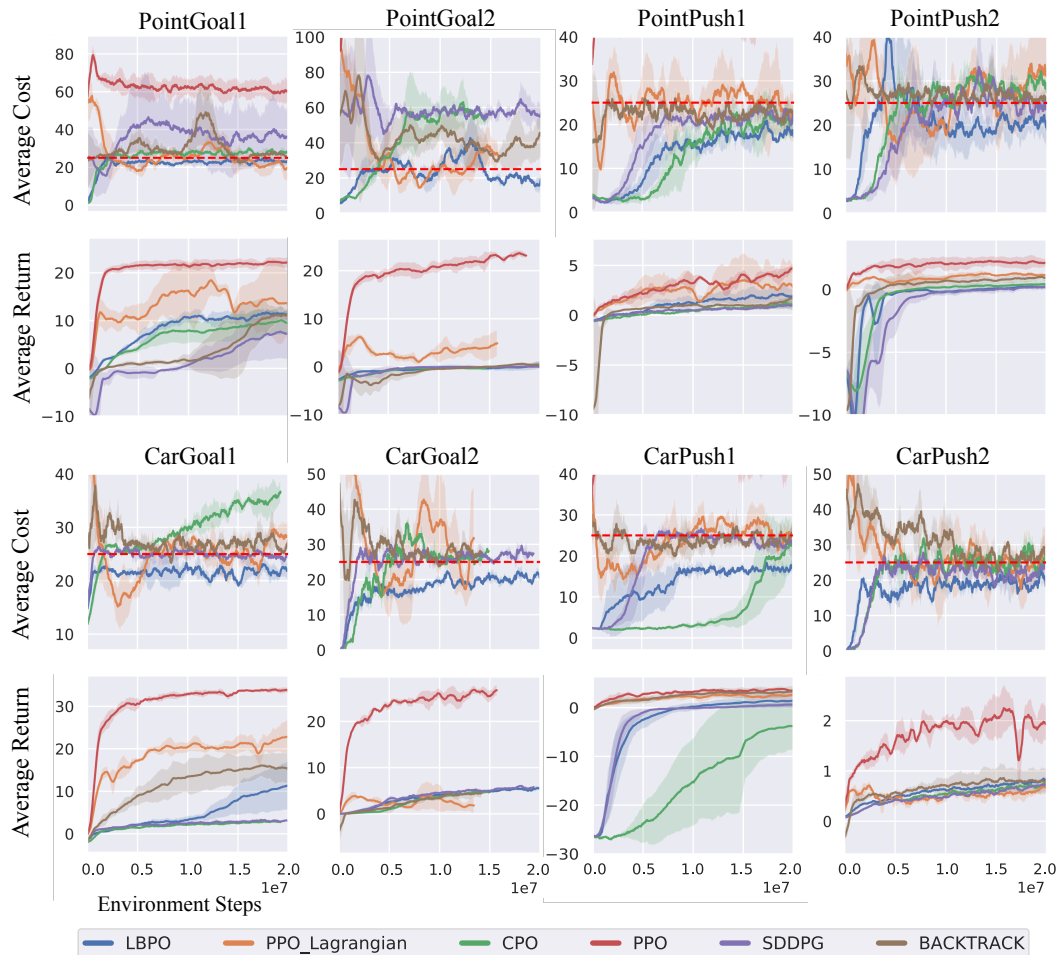 PointGoal1 PointGoal2 PointPush1 PointPush2
Average Cost
80 60 40 20 0
100 80 60 40 20 0
40 30 20 10 0
40 30 20 10 0
Average Return
20 10 0 −10
20 10 0 −10
5 0 −5 −10
0 −5 −10
CarGoal1 CarGoal2 CarPush1 CarPush2
Average Cost
40 30 20 10
50 40 30 20 10 0
40 30 20 10 0
50 40 30 20 10 0
Average Return
30 20 10 0
20 10 0
0 −10 −20 −30
2 1 0
0.0 0.5 1.0 1.5 2.0 0.0 0.5 1.0 1.5 2.0 0.0 0.5 1.0 1.5 2.0 0.0 0.5 1.0 1.5 2.0
1e7 1e7 1e7 1e7
Environment Steps
LBPO PPO_Lagrangian CPO PPO SDDPG BACKTRACK